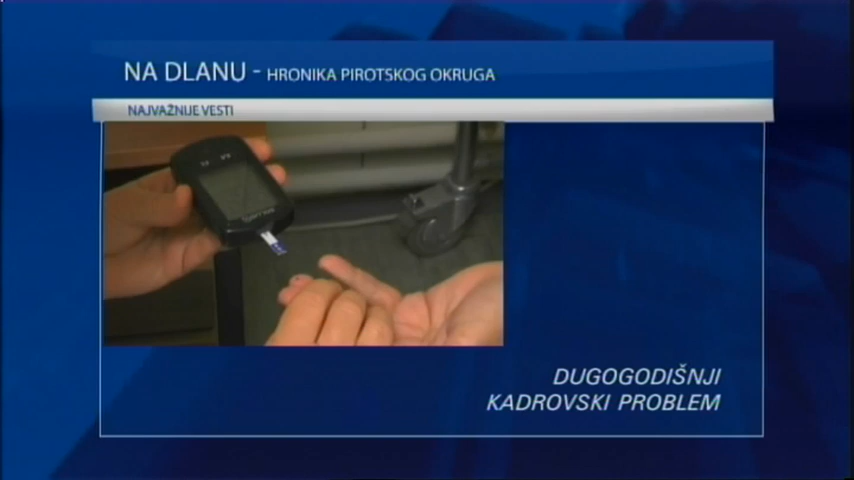 NA DLANU - HRONIKA PIROTSKOG OKRUGA
NAJVAŽNIJE VESTI
DUGOGODIŠNJI
KADROVSKI PROBLEM